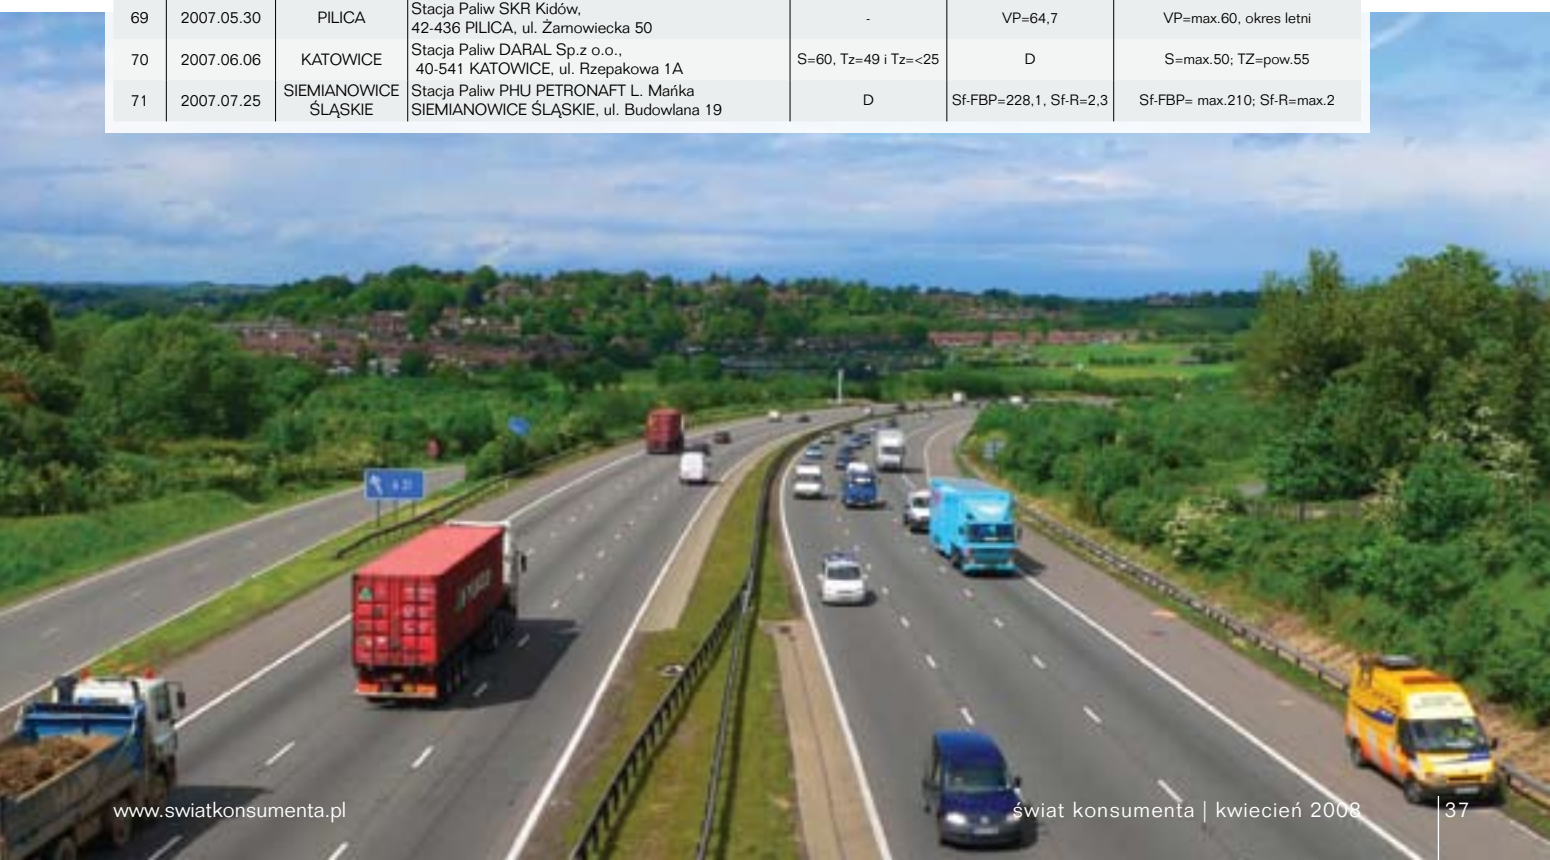 69 2007.05.30 PILICA Stacja Paliw SKR Kidów, - VP=64,7 VP=max.60, okres letni
42-436 PILICA, ul. Żarnowiecka 50
70 2007.06.06 KATOWICE Stacja Paliw DARAL Sp.z o.o., S=60, Tz=49 i Tz=<25 D S=max.50; TZ=pow.55
40-541 KATOWICE, ul. Rzepakowa 1A
71 2007.07.25 SIEMIANOWICE ŚLĄSKIE Stacja Paliw PHU PETRONAFT L. Mańka D Sf-FBP=228,1, Sf-R=2,3 Sf-FBP= max.210; Sf-R=max.2
SIEMIANOWICE ŚLĄSKIE, ul. Budowlana 19
www.swiatkonsumenta.pl
świat konsumenta | kwiecień 2008 | 37